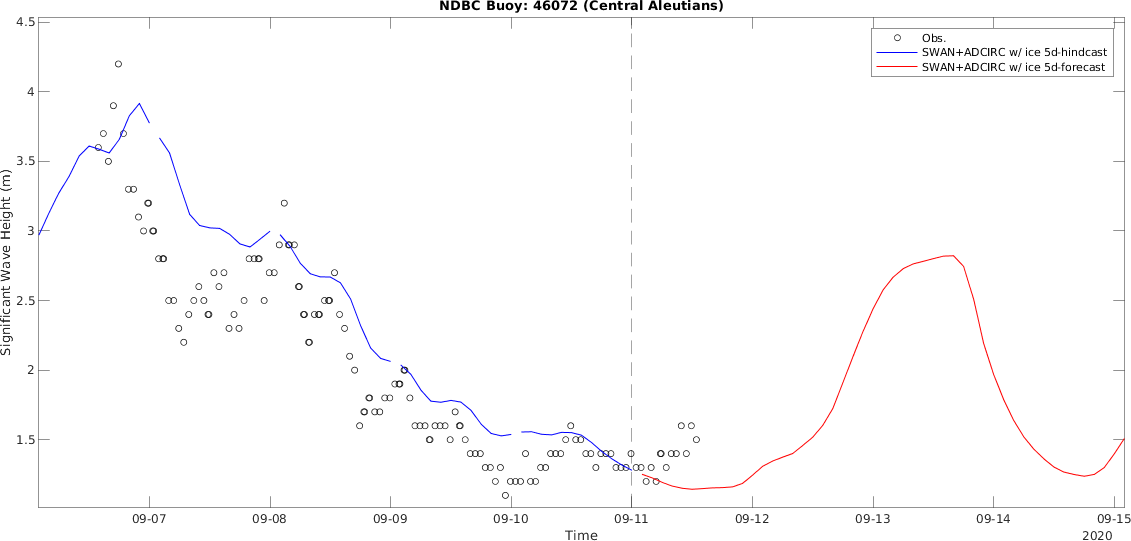 NDBC Buoy: 46072 (Central Aleutians)
Obs.
SWAN+ADCIRC w/ ice 5d-hindcast
SWAN+ADCIRC w/ ice 5d-forecast
Significant Wave Height (m)
4.5
4
3.5
3
2.5
2
1.5
09-07 09-08 09-09 09-10 09-11 09-12 09-13 09-14 09-15
Time
2020